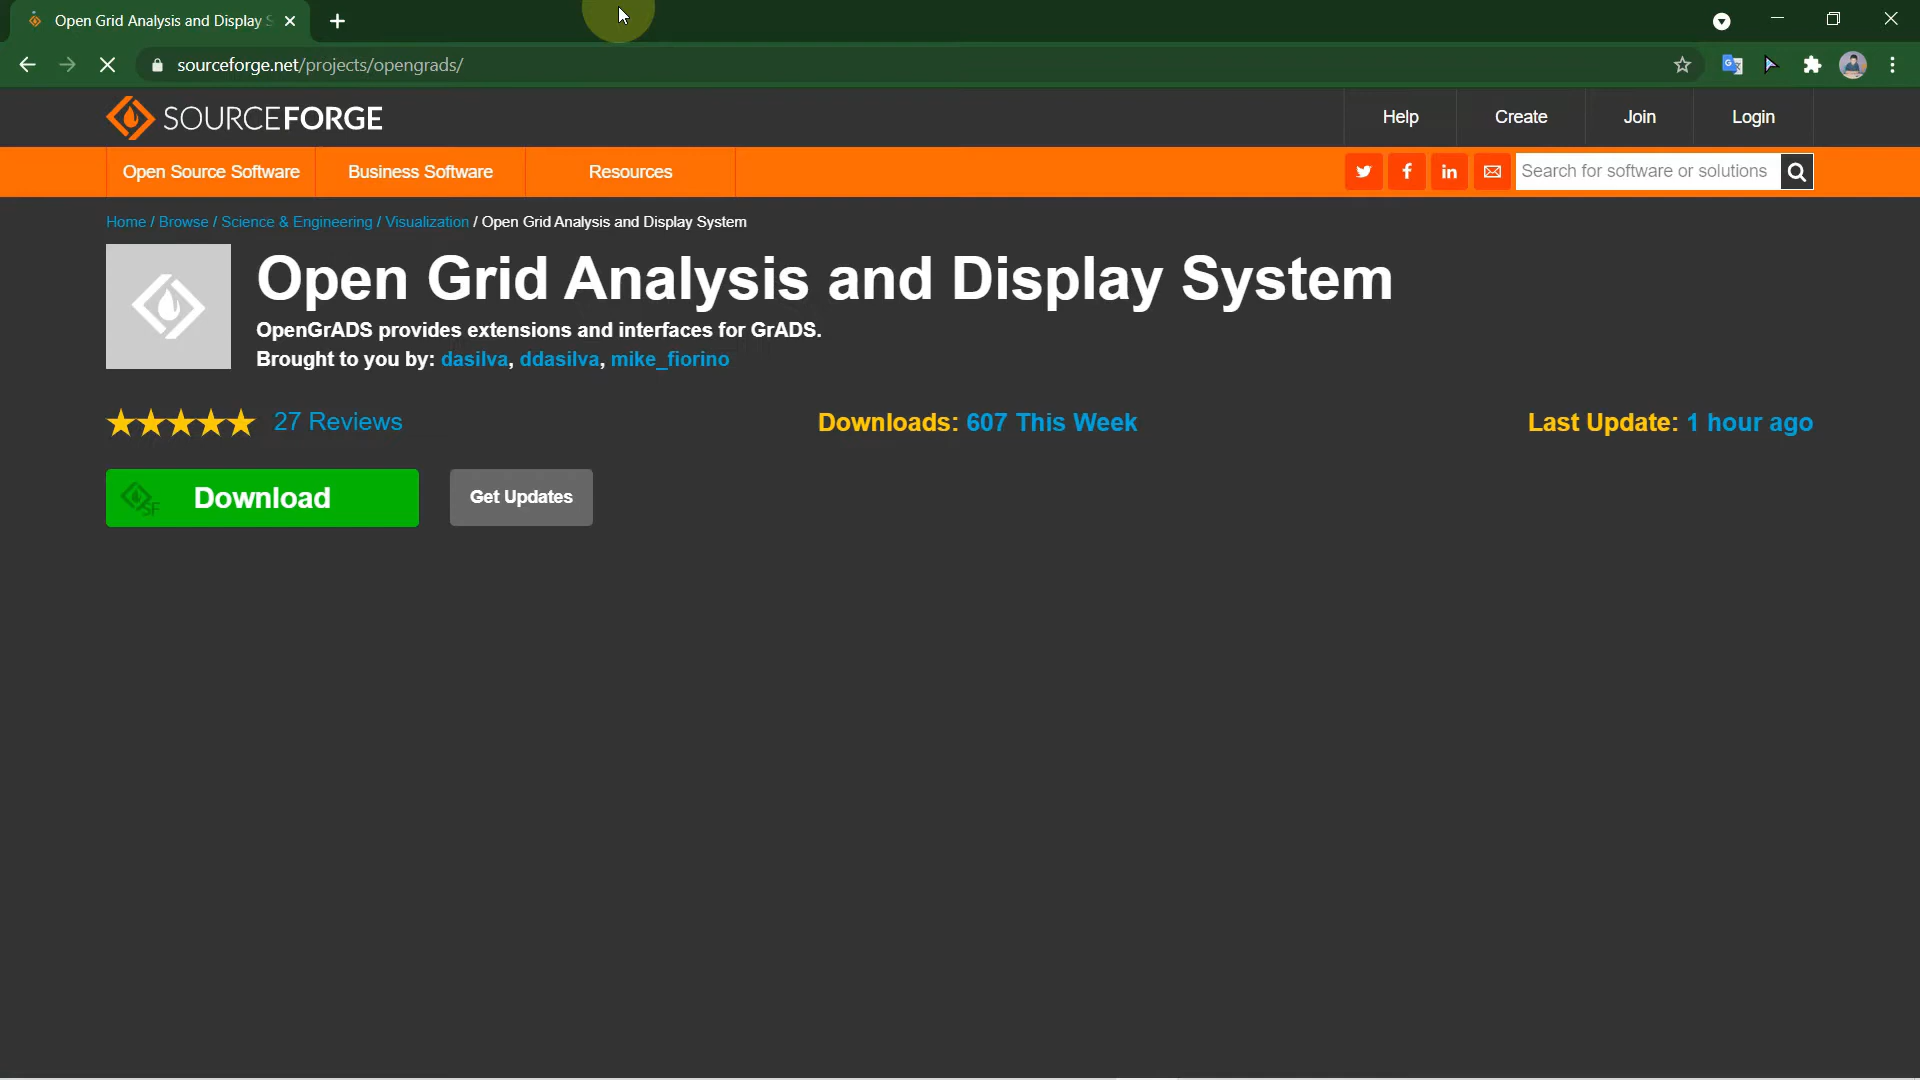 Open Grid Analysis and Display S
sourceforge.net/projects/opengrads/
SOURCEFORGE
Help
Create
Join
Login
Open Source Software
Business Software
Resources
Search for software or solutions
Home / Browse / Science & Engineering / Visualization / Open Grid Analysis and Display System
Open Grid Analysis and Display System
OpenGrADS provides extensions and interfaces for GrADS.
Brought to you by: dasilva, ddasilva, mike_fiorino
27 Reviews
Downloads: 607 This Week
Last Update: 1 hour ago
SF
Download
Get Updates